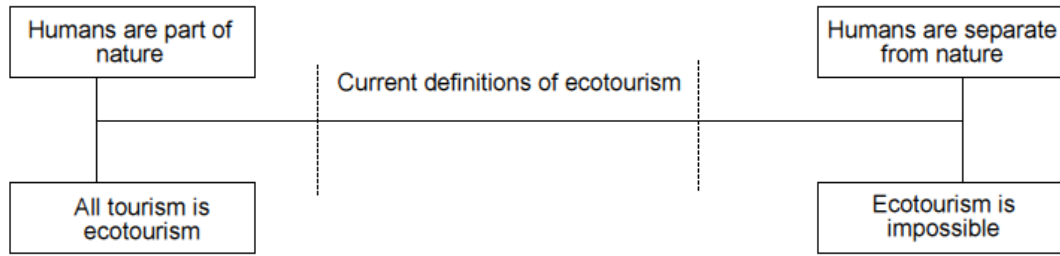 Humans are part of
nature
Humans are separate
from nature
Current definitions of ecotourism
All tourism is
ecotourism
Ecotourism is
impossible